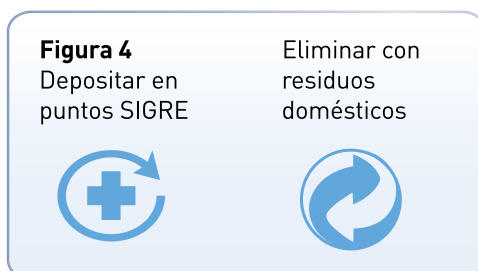 Figura 4
Depositar en
puntos SIGRE
Eliminar con
residuos
domésticos